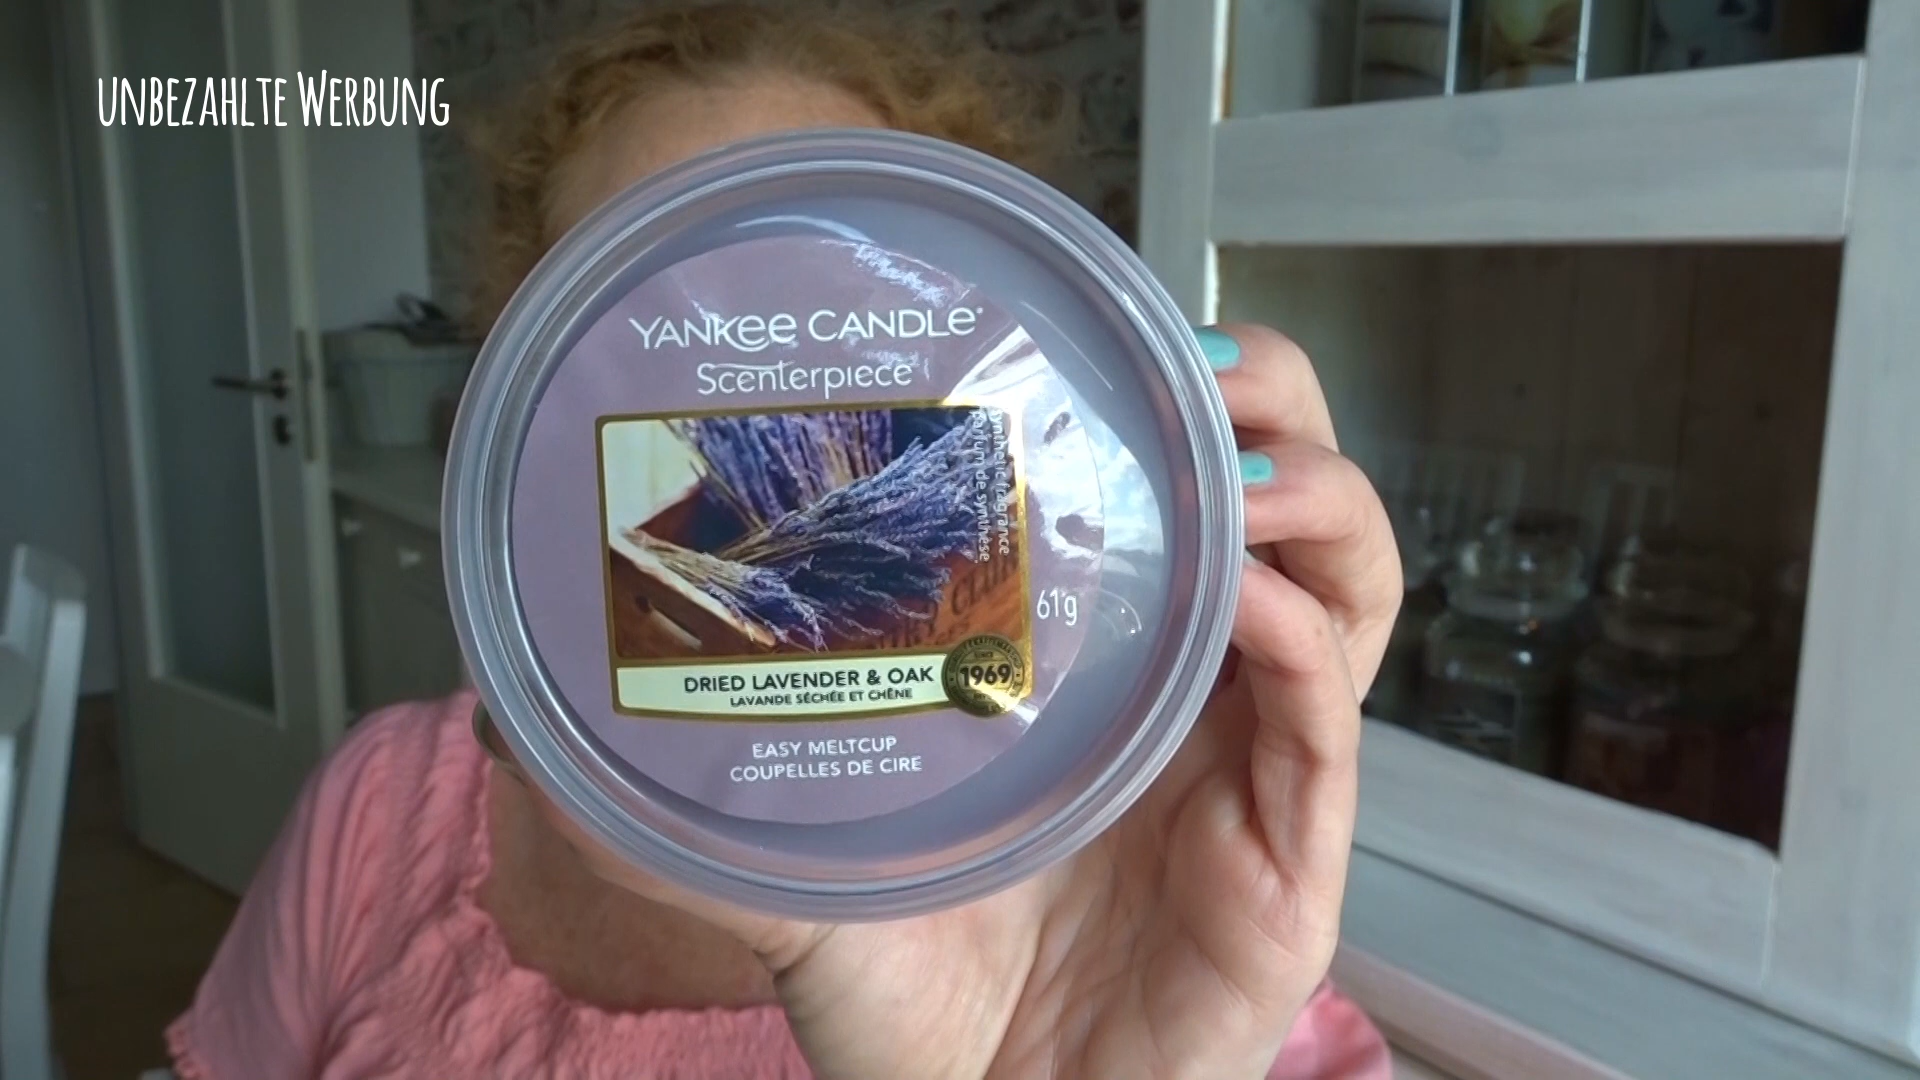 UNBEZAHLTE WERBUNG
YANKEE CANDLE®
Scenterpiece
synthetic fragrance
parfum de synthèse
61g
DRIED LAVENDER & OAK
LAVANDE SÉCHÉE ET CHÊNE
SINCE
1969
EASY MELTCUP
COUPELLES DE CIRE